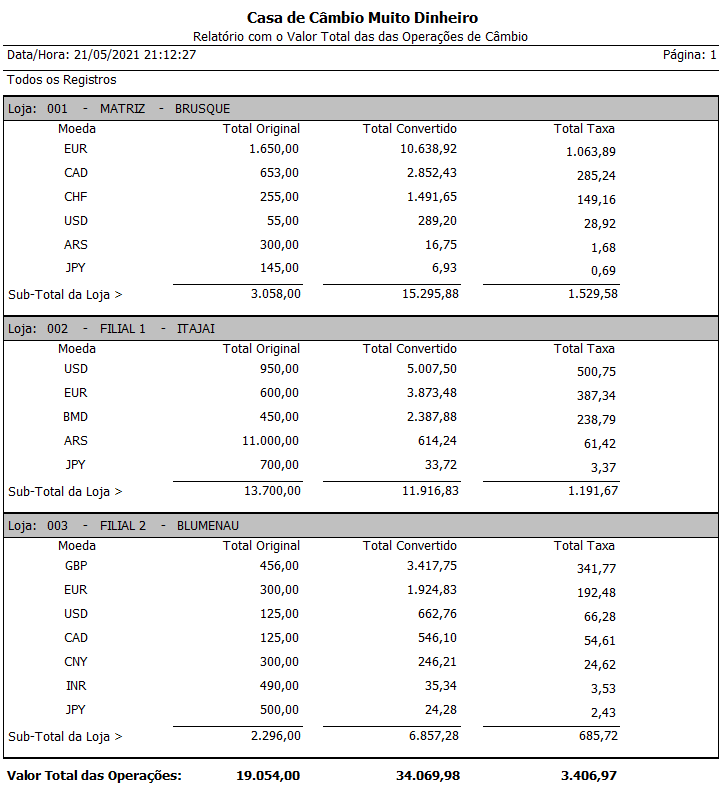 Casa de Câmbio Muito Dinheiro
Relatório com o Valor Total das das Operações de Câmbio
Data/Hora: 21/05/2021 21:12:27 Página: 1
Todos os Registros
Loja: 001 - MATRIZ - BRUSQUE
Moeda Total Original Total Convertido Total Taxa
EUR 1.650,00 10.638,92 1.063,89
CAD 653,00 2.852,43 285,24
CHF 255,00 1.491,65 149,16
USD 55,00 289,20 28,92
ARS 300,00 16,75 1,68
JPY 145,00 6,93 0,69
Sub-Total da Loja > 3.058,00 15.295,88 1.529,58
Loja: 002 - FILIAL 1 - ITAJAI
Moeda Total Original Total Convertido Total Taxa
USD 950,00 5.007,50 500,75
EUR 600,00 3.873,48 387,34
BMD 450,00 2.387,88 238,79
ARS 11.000,00 614,24 61,42
JPY 700,00 33,72 3,37
Sub-Total da Loja > 13.700,00 11.916,83 1.191,67
Loja: 003 - FILIAL 2 - BLUMENAU
Moeda Total Original Total Convertido Total Taxa
GBP 456,00 3.417,75 341,77
EUR 300,00 1.924,83 192,48
USD 125,00 662,76 66,28
CAD 125,00 546,10 54,61
CNY 300,00 246,21 24,62
INR 490,00 35,34 3,53
JPY 500,00 24,28 2,43
Sub-Total da Loja > 2.296,00 6.857,28 685,72
Valor Total das Operações: 19.054,00 34.069,98 3.406,97